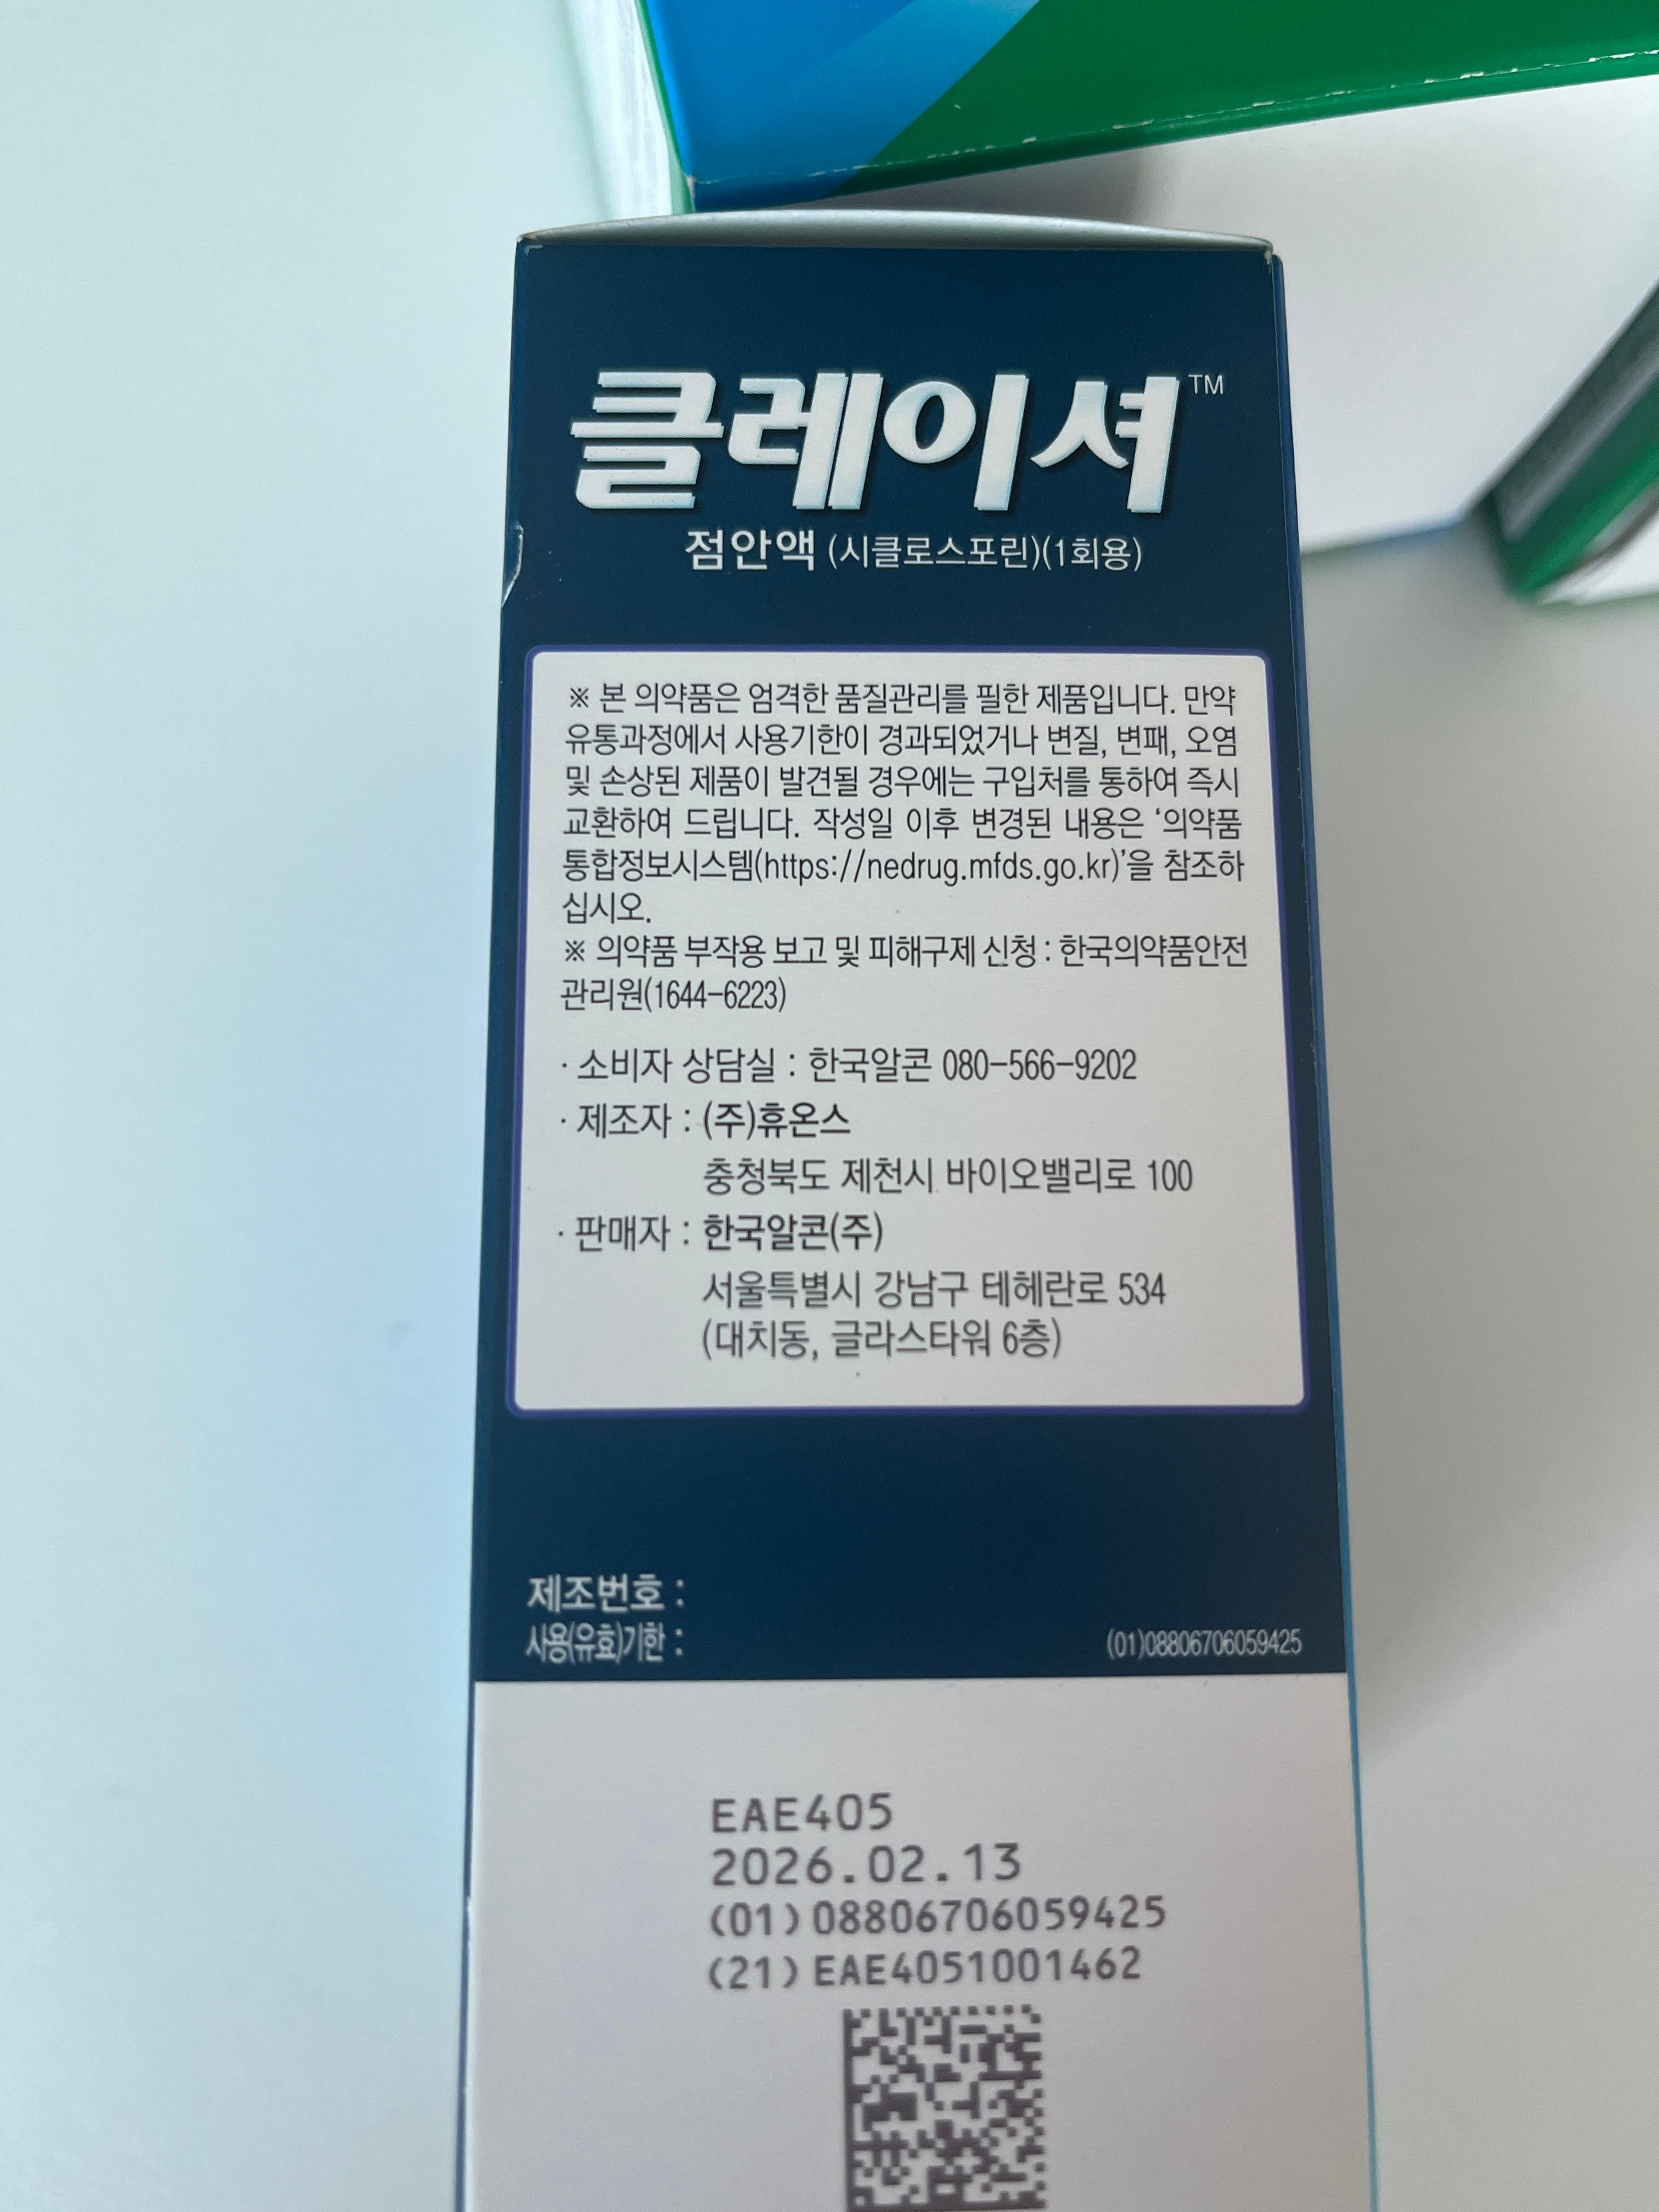 클레이셔™
점안액 (시클로스포린)(1회용)
※ 본 의약품은 엄격한 품질관리를 필한 제품입니다. 만약
유통과정에서 사용기한이 경과되었거나 변질, 변패, 오염
및 손상된 제품이 발견될 경우에는 구입처를 통하여 즉시
교환하여 드립니다. 작성일 이후 변경된 내용은 ‘의약품
통합정보시스템(https://nedrug.mfds.go.kr)’을 참조하
십시오.
※ 의약품 부작용 보고 및 피해구제 신청 : 한국의약품안전
관리원(1644-6223)
· 소비자 상담실 : 한국알콘 080-566-9202
· 제조자 : (주)휴온스
충청북도 제천시 바이오밸리로 100
· 판매자 : 한국알콘(주)
서울특별시 강남구 테헤란로 534
(대치동, 글라스타워 6층)
제조번호 :
사용(유효)기한 :
(01)08806706059425
EAE405
2026.02.13
(01)08806706059425
(21)EAE4051001462